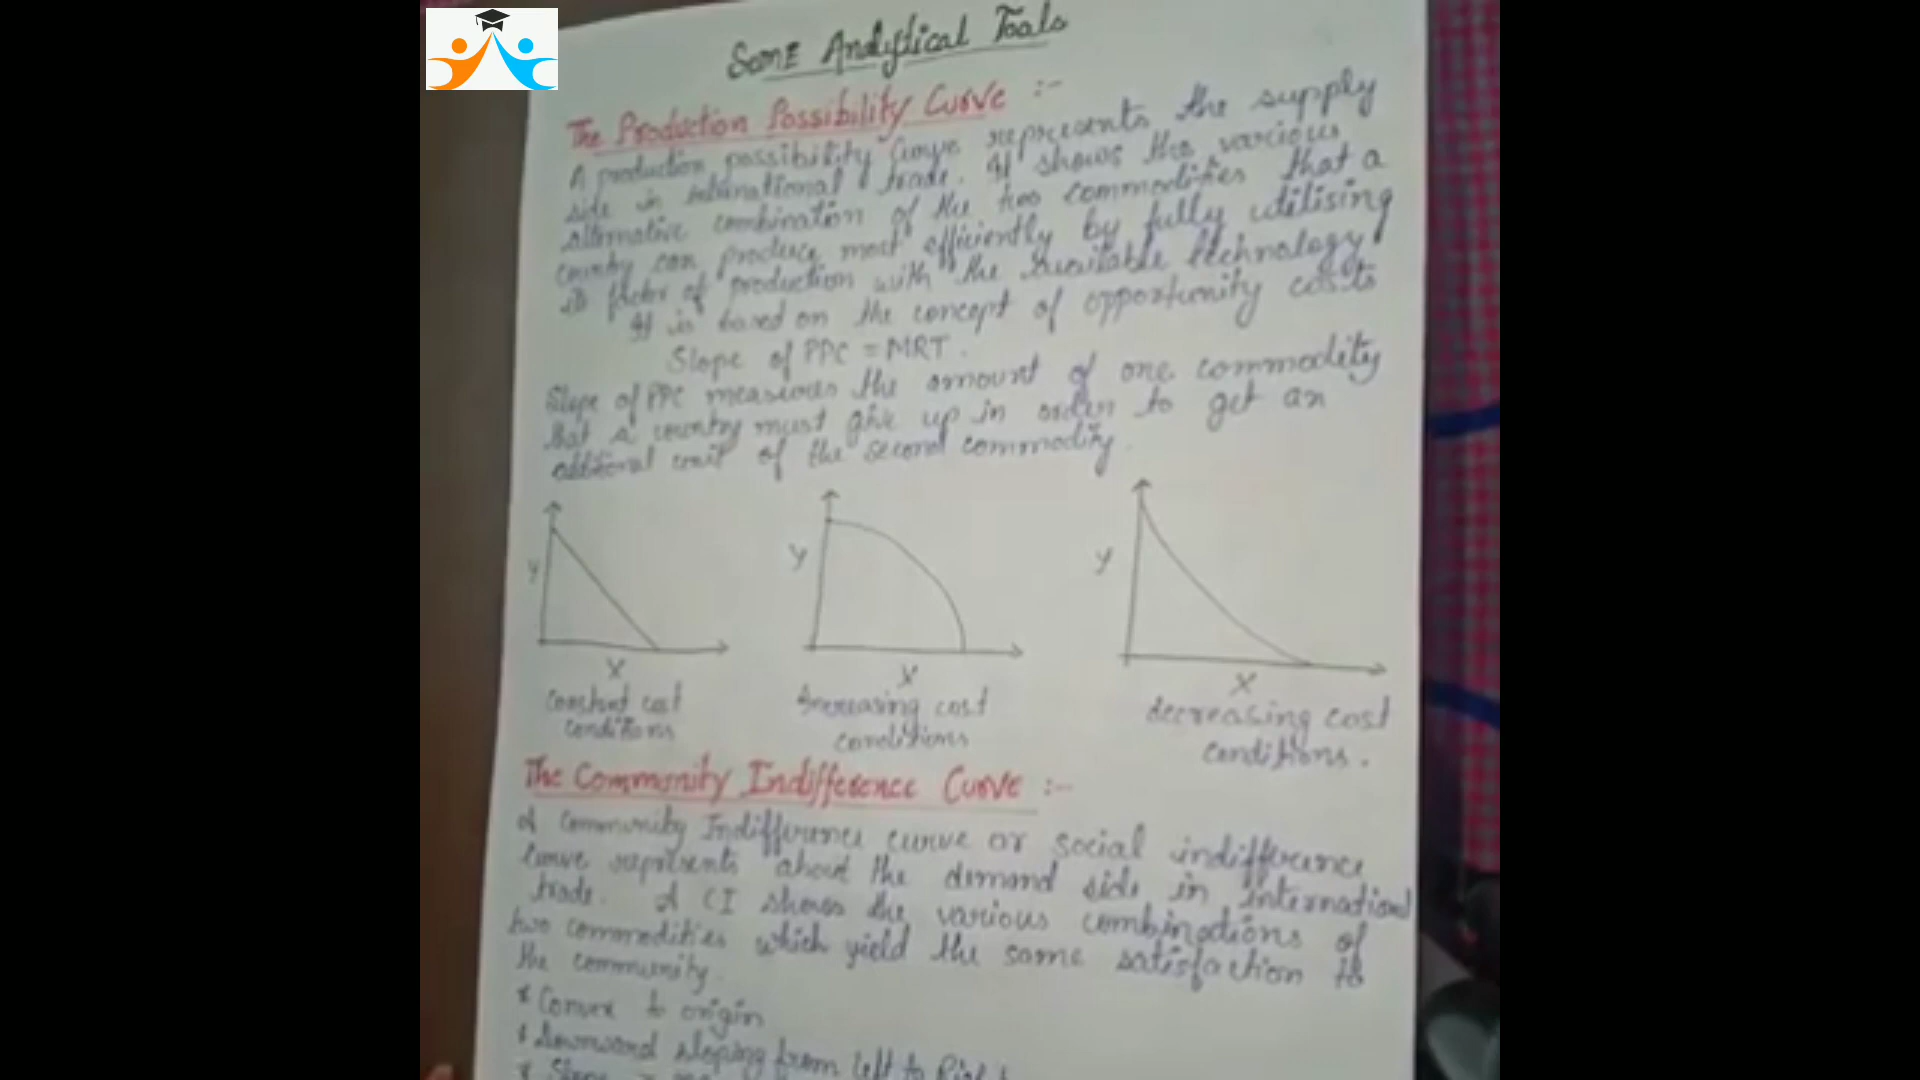 Some Analytical Tools
The Production Possibility Curve :-
A production possibility curve represents the supply
side in international trade. It shows the various
alternative combination of the two commodities that a
country can produce most efficiently by fully utilising
its factor of production with the available technology
It is based on the concept of opportunity costs
Slope of PPC = MRT.
Slope of PPC measures the amount of one commodity
that a country must give up in order to get an
additional unit of the second commodity.
Y
X
constant cost
conditions
Y
X
Increasing cost
conditions
Y
X
decreasing cost
conditions.
The Community Indifference Curve :-
A Community Indifference curve or social indifference
curve represents about the demand side in International
trade. A CI shows the various combinations of
two commodities which yield the same satisfaction to
the community.
* Convex to origin
* Downward sloping from left to Right
* Slope